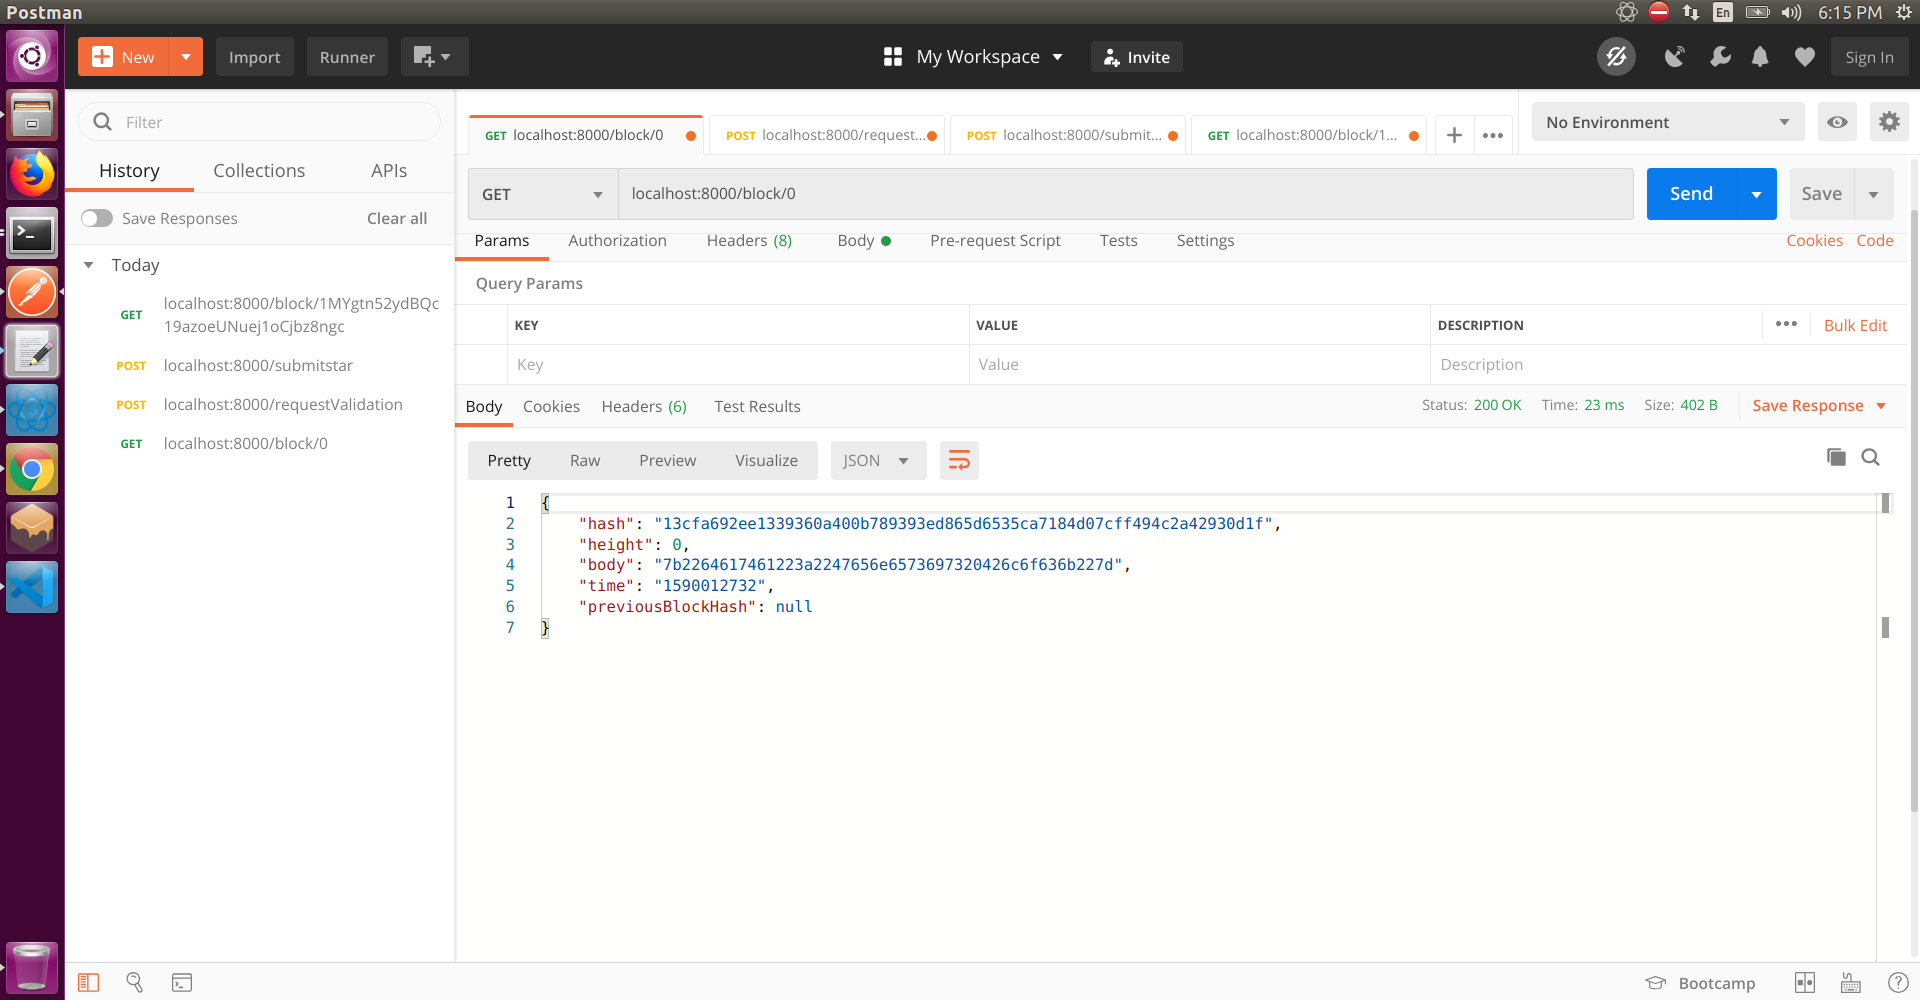 Postman
En
6:15 PM
New
Import
Runner
My Workspace
Invite
Sign In
Filter
History Collections APIs
Save Responses Clear all
Today
GET localhost:8000/block/1MYgtn52ydBQc
19azoeUNuej1oCjbz8ngc
POST localhost:8000/submitstar
POST localhost:8000/requestValidation
GET localhost:8000/block/0
GET localhost:8000/block/0
POST localhost:8000/request...
POST localhost:8000/submit...
GET localhost:8000/block/1...
+ •••
No Environment
GET localhost:8000/block/0 Send Save
Params Authorization Headers (8) Body Pre-request Script Tests Settings Cookies Code
Query Params
KEY VALUE DESCRIPTION ••• Bulk Edit
Key Value Description
Body Cookies Headers (6) Test Results Status: 200 OK Time: 23 ms Size: 402 B Save Response
Pretty Raw Preview Visualize JSON
1 {
2 "hash": "13cfa692ee1339360a400b789393ed865d6535ca7184d07cff494c2a42930d1f",
3 "height": 0,
4 "body": "7b2264617461223a2247656e6573697320426c6f636b227d",
5 "time": "1590012732",
6 "previousBlockHash": null
7 }
Bootcamp